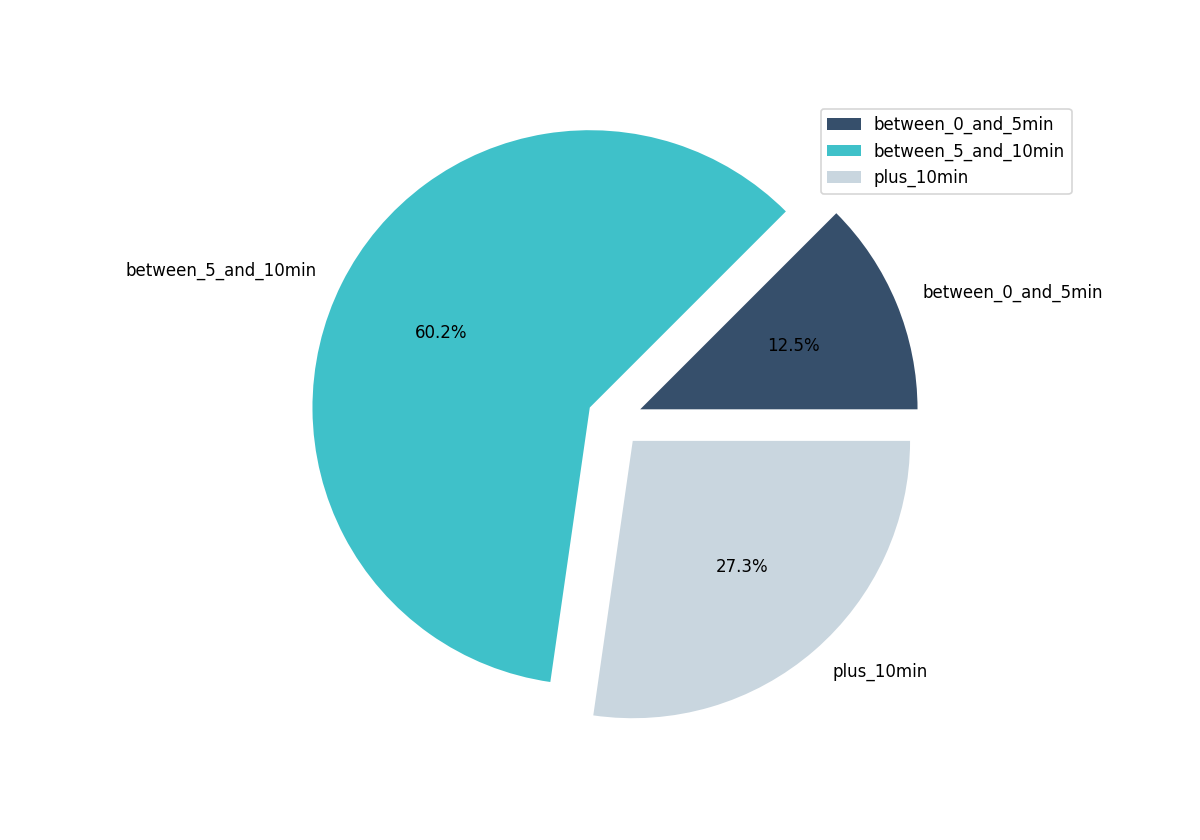 between_0_and_5min
between_5_and_10min
plus_10min
between_5_and_10min
between_0_and_5min
60.2%
12.5%
27.3%
plus_10min